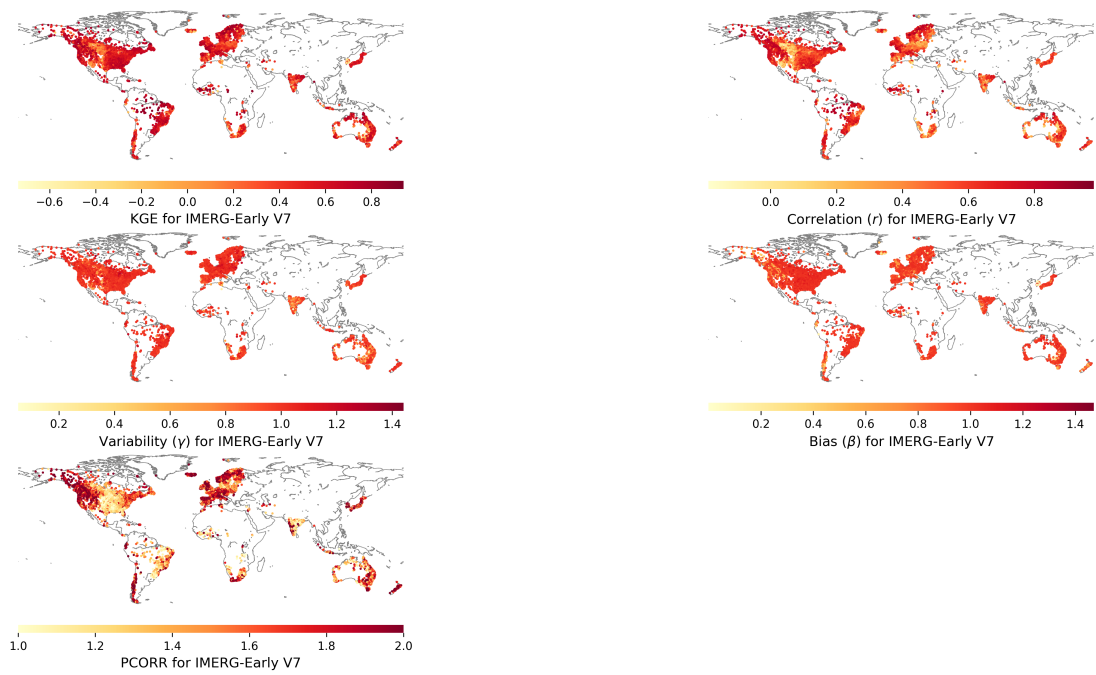 −0.6 −0.4 −0.2 0.0 0.2 0.4 0.6 0.8
KGE for IMERG-Early V7
0.0 0.2 0.4 0.6 0.8
Correlation (r) for IMERG-Early V7
0.2 0.4 0.6 0.8 1.0 1.2 1.4
Variability (γ) for IMERG-Early V7
0.2 0.4 0.6 0.8 1.0 1.2 1.4
Bias (β) for IMERG-Early V7
1.0 1.2 1.4 1.6 1.8 2.0
PCORR for IMERG-Early V7